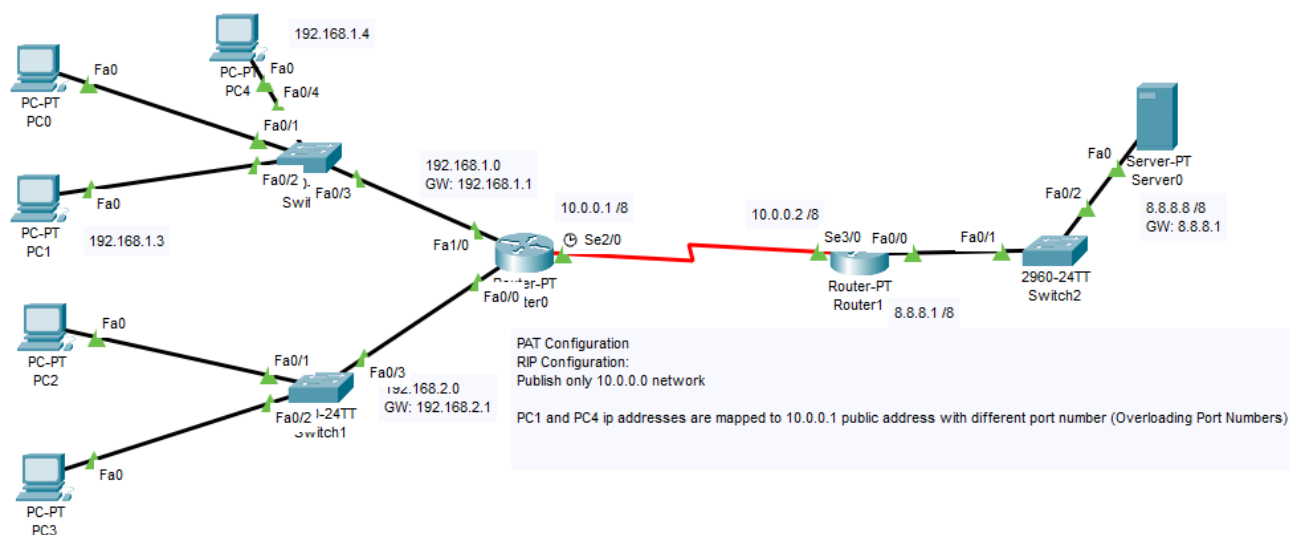 192.168.1.4
Fa0
PC-PT
PC4
Fa0/4
Fa0
PC-PT
PC0
Fa0/1
Fa0/2
Fa0/3
Fa0
PC-PT
PC1
192.168.1.3
192.168.1.0
GW: 192.168.1.1
Fa1/0
10.0.0.1 /8
Se2/0
Fa0/0
10.0.0.2 /8
Se3/0
Fa0/0
Router-PT
Router1
8.8.8.1 /8
Fa0/1
Fa0/2
2960-24TT
Switch2
Fa0
Server-PT
Server0
8.8.8.8 /8
GW: 8.8.8.1
Fa0
PC-PT
PC2
Fa0/1
Fa0/2
Fa0/3
192.168.2.0
GW: 192.168.2.1
Fa0
PC-PT
PC3
PAT Configuration
RIP Configuration:
Publish only 10.0.0.0 network
PC1 and PC4 ip addresses are mapped to 10.0.0.1 public address with different port number (Overloading Port Numbers)